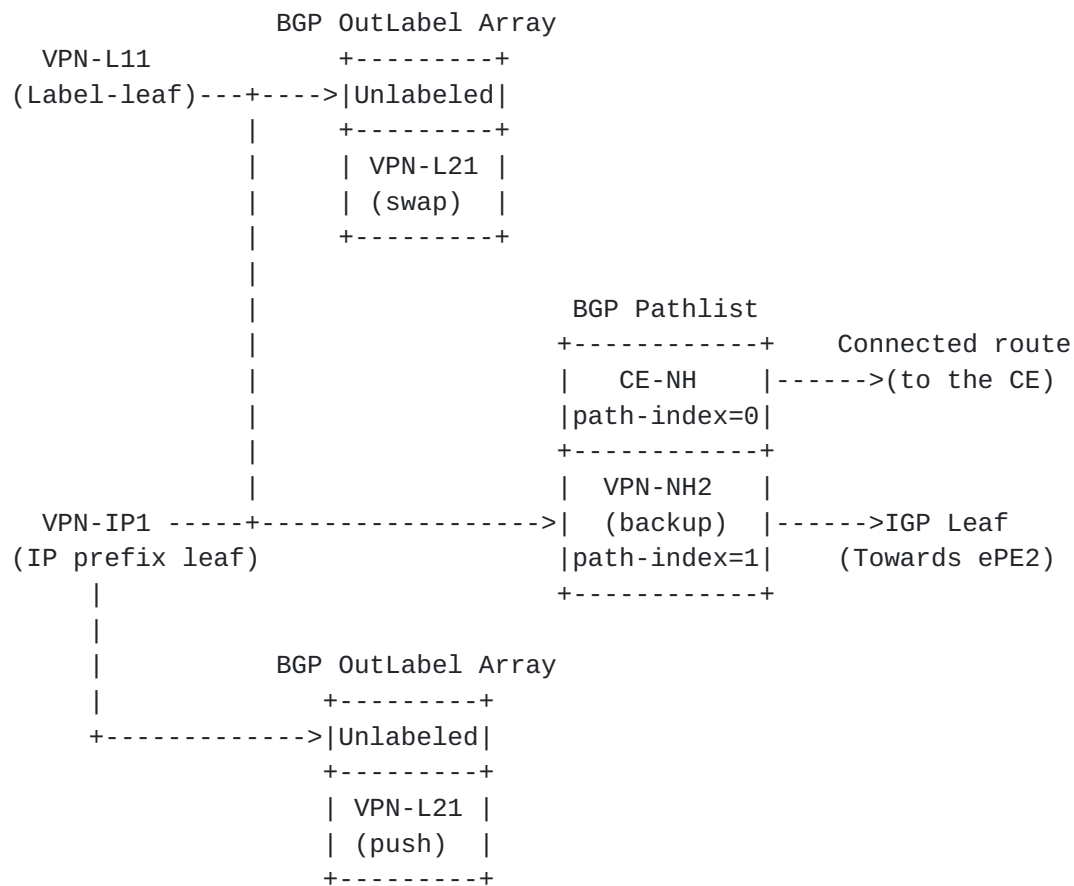 BGP OutLabel Array
  VPN-L11            +---------+
(Label-leaf)---+---->|Unlabeled|
               |     +---------+
               |     | VPN-L21 |
               |     | (swap)  |
               |     +---------+
               |
               |                    BGP Pathlist
               |                   +------------+    Connected route
               |                   |   CE-NH    |------>(to the CE)
               |                   |path-index=0|
               |                   +------------+
               |                   |  VPN-NH2   |
  VPN-IP1 -----+------------------>|  (backup)  |------>IGP Leaf
(IP prefix leaf)                   |path-index=1|    (Towards ePE2)
     |                             +------------+
     |
     |           BGP OutLabel Array
     |              +---------+
     +------------->|Unlabeled|
                    +---------+
                    | VPN-L21 |
                    | (push)  |
                    +---------+